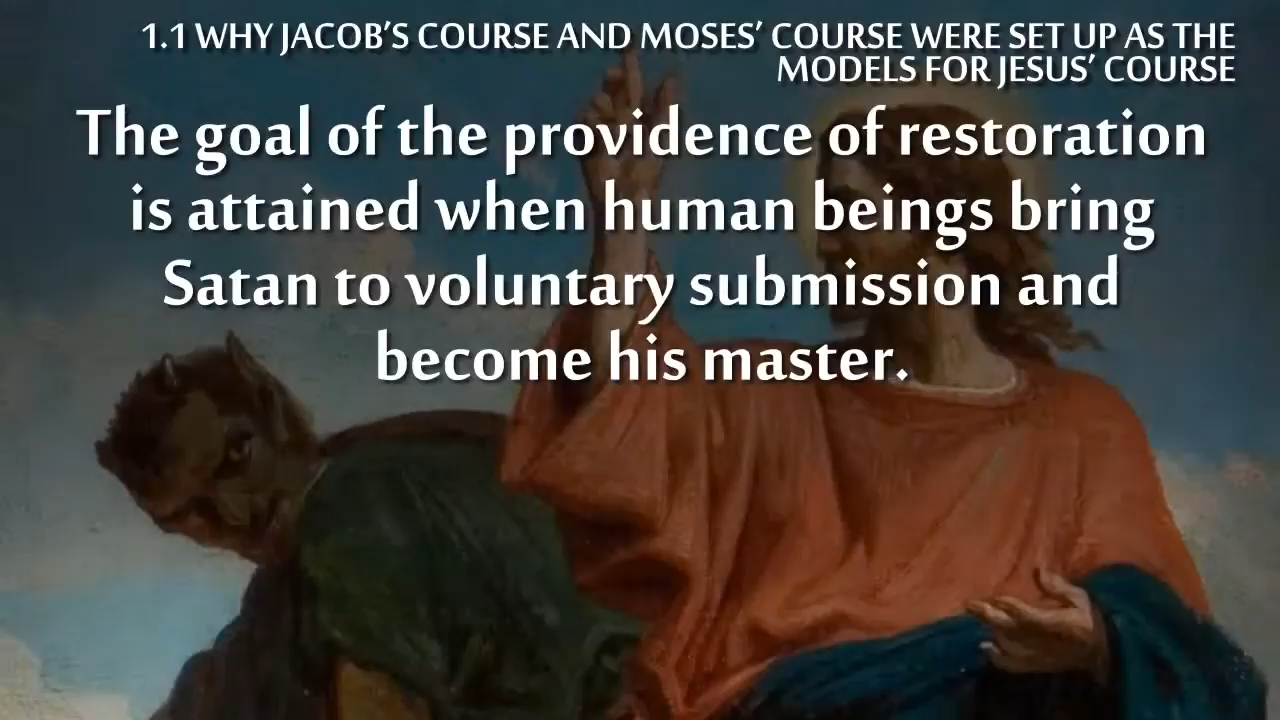 1.1 WHY JACOB’S COURSE AND MOSES’ COURSE WERE SET UP AS THE
MODELS FOR JESUS’ COURSE
The goal of the providence of restoration
is attained when human beings bring
Satan to voluntary submission and
become his master.